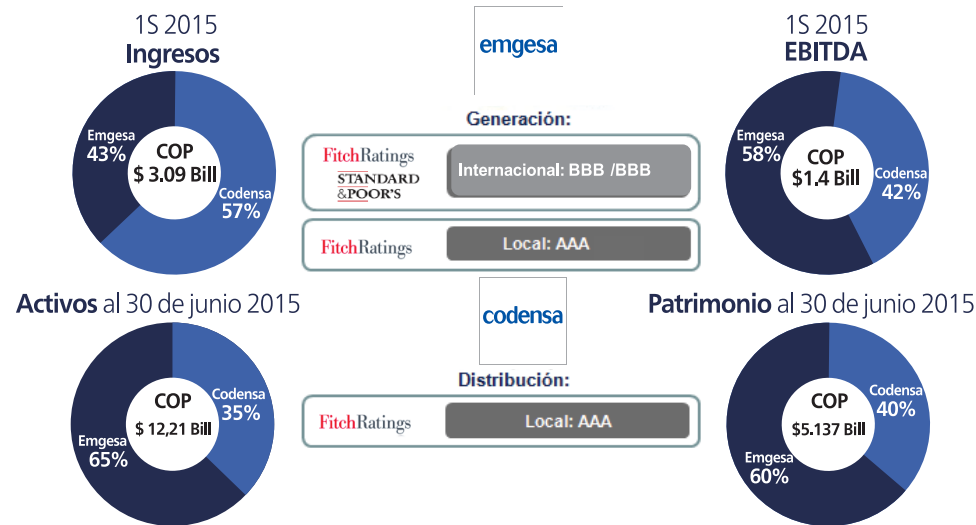 1S 2015
Ingresos
Emgesa
43%
COP
$ 3.09 Bill
Codensa
57%
emgesa
Generación:
FitchRatings
STANDARD
&POOR'S
Internacional: BBB /BBB
FitchRatings
Local: AAA
1S 2015
EBITDA
Emgesa
58%
COP
$1.4 Bill
Codensa
42%
Activos al 30 de junio 2015
Codensa
35%
COP
$ 12,21 Bill
Emgesa
65%
codensa
Distribución:
FitchRatings
Local: AAA
Patrimonio al 30 de junio 2015
Codensa
40%
COP
$5.137 Bill
Emgesa
60%